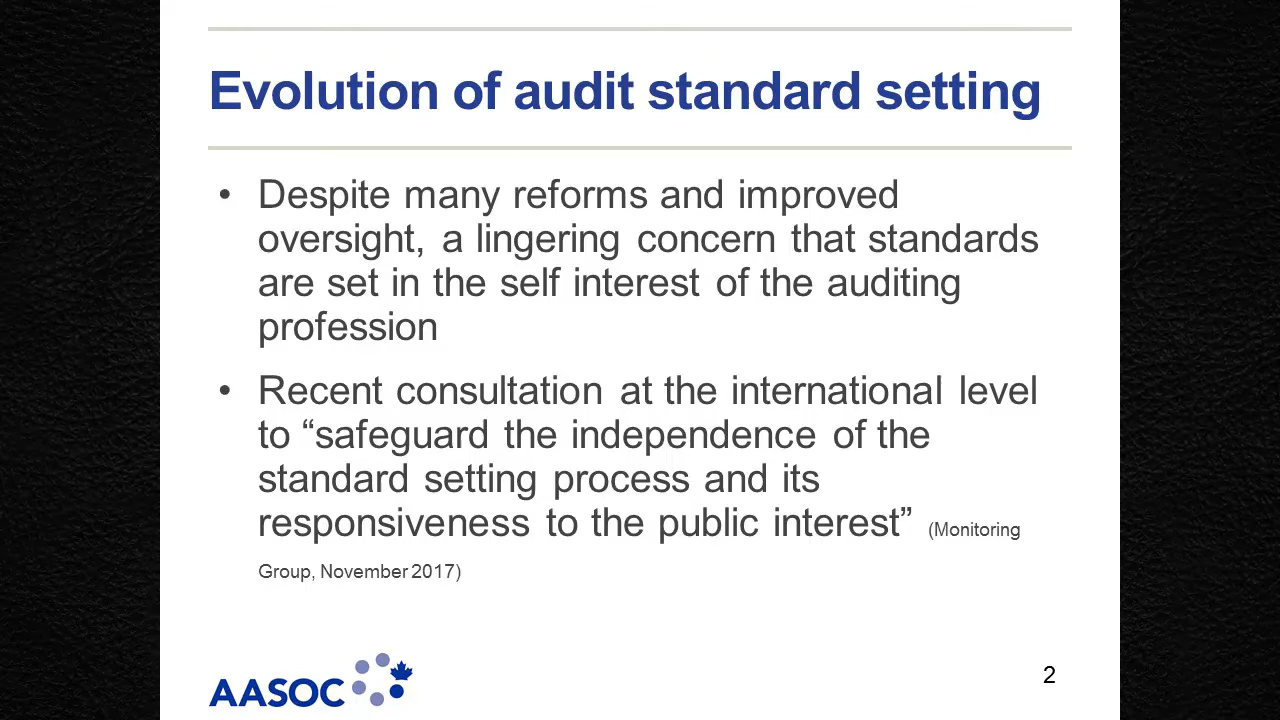 Evolution of audit standard setting
• Despite many reforms and improved
oversight, a lingering concern that standards
are set in the self interest of the auditing
profession
• Recent consultation at the international level
to “safeguard the independence of the
standard setting process and its
responsiveness to the public interest” (Monitoring
Group, November 2017)
AASOC
2